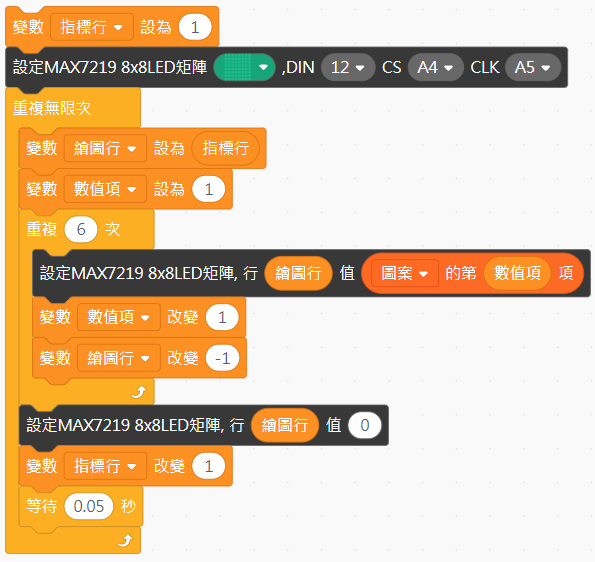 變數 指標行 設為 1
設定MAX7219 8x8LED矩陣 ,DIN 12 CS A4 CLK A5
重複無限次
變數 繪圖行 設為 指標行
變數 數值項 設為 1
重複 6 次
設定MAX7219 8x8LED矩陣, 行 繪圖行 值 圖案 的第 數值項 項
變數 數值項 改變 1
變數 繪圖行 改變 -1
設定MAX7219 8x8LED矩陣, 行 繪圖行 值 0
變數 指標行 改變 1
等待 0.05 秒